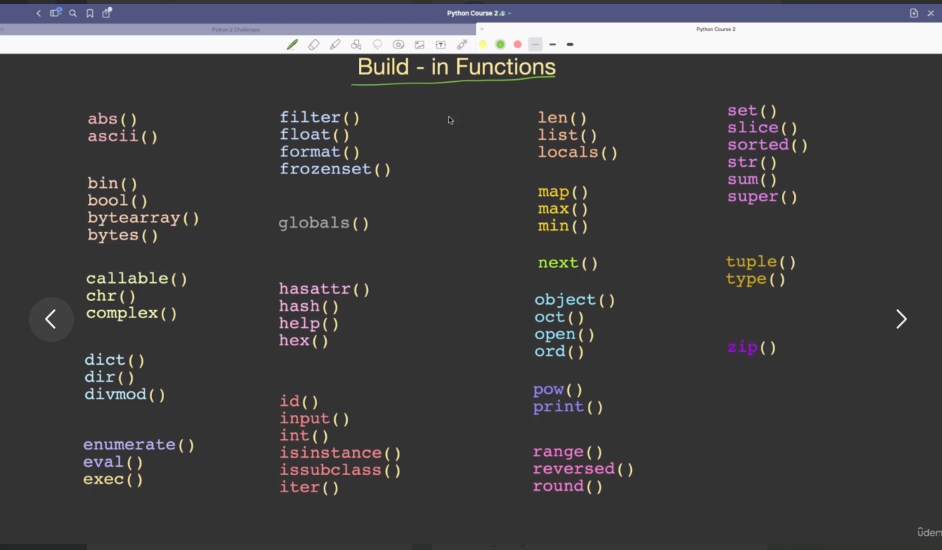 Python Course 2
Python 3 Challenges
Python Course 2
Build - in Functions
abs()
ascii()
bin()
bool()
bytearray()
bytes()
callable()
chr()
complex()
dict()
dir()
divmod()
enumerate()
eval()
exec()
filter()
float()
format()
frozenset()
globals()
hasattr()
hash()
help()
hex()
id()
input()
int()
isinstance()
issubclass()
iter()
len()
list()
locals()
map()
max()
min()
next()
object()
oct()
open()
ord()
pow()
print()
range()
reversed()
round()
set()
slice()
sorted()
str()
sum()
super()
tuple()
type()
zip()